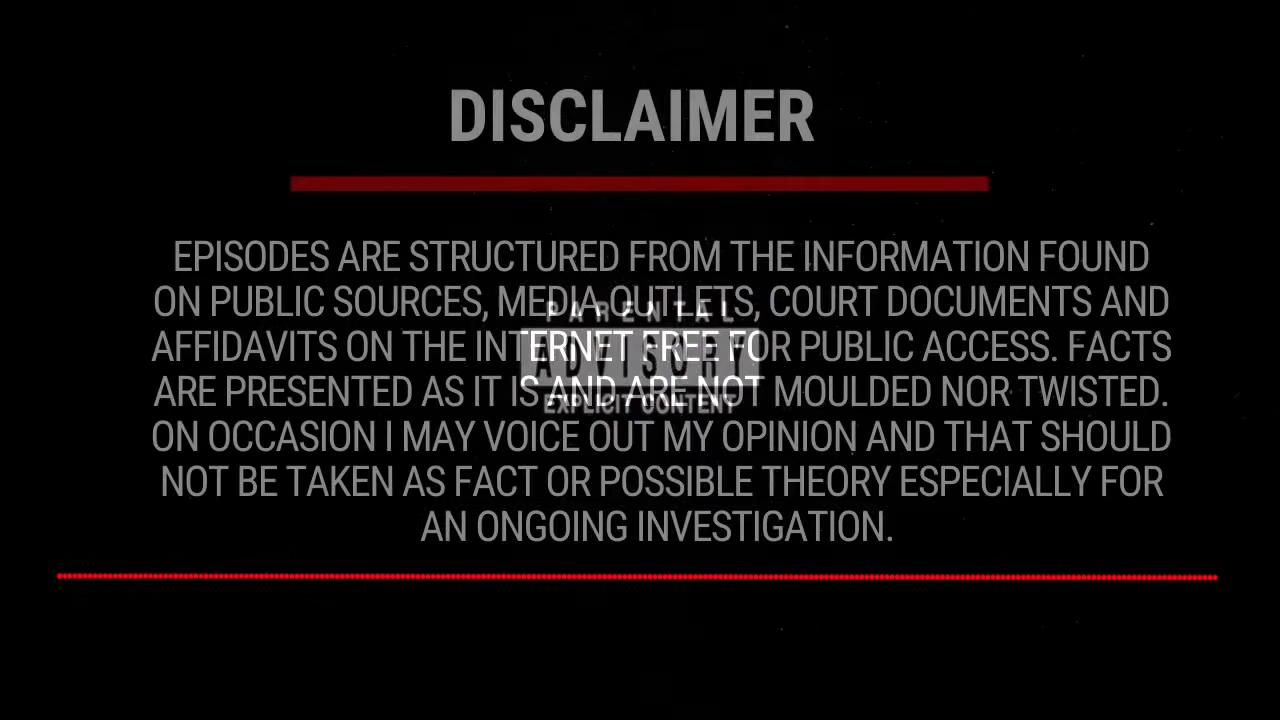 DISCLAIMER
EPISODES ARE STRUCTURED FROM THE INFORMATION FOUND
ON PUBLIC SOURCES, MEDIA OUTLETS, COURT DOCUMENTS AND
PARENTAL
AFFIDAVITS ON THE INTERNET FREE FOR PUBLIC ACCESS. FACTS
ADVISORY
ARE PRESENTED AS IT IS AND ARE NOT MOULDED NOR TWISTED.
EXPLICIT CONTENT
ON OCCASION I MAY VOICE OUT MY OPINION AND THAT SHOULD
NOT BE TAKEN AS FACT OR POSSIBLE THEORY ESPECIALLY FOR
AN ONGOING INVESTIGATION.